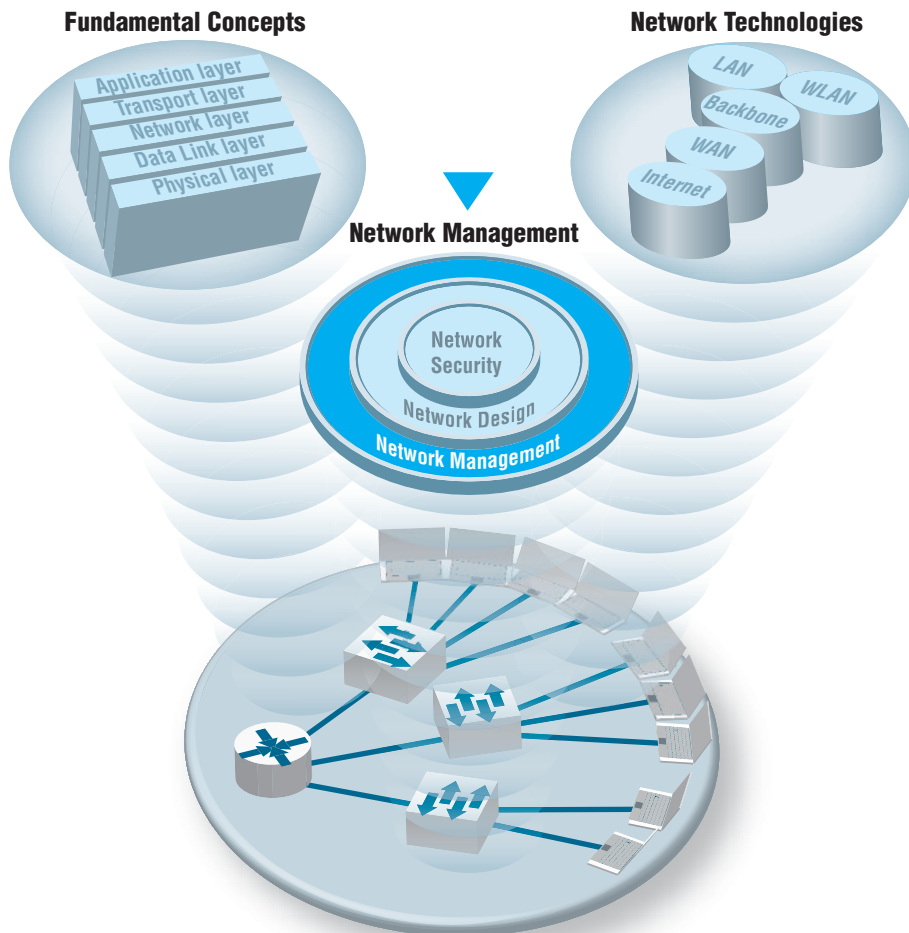 Fundamental Concepts
Application layer
Transport layer
Network layer
Data Link layer
Physical layer
Network Technologies
LAN
WLAN
Backbone
WAN
Internet
Network Management
Network
Security
Network Design
Network Management